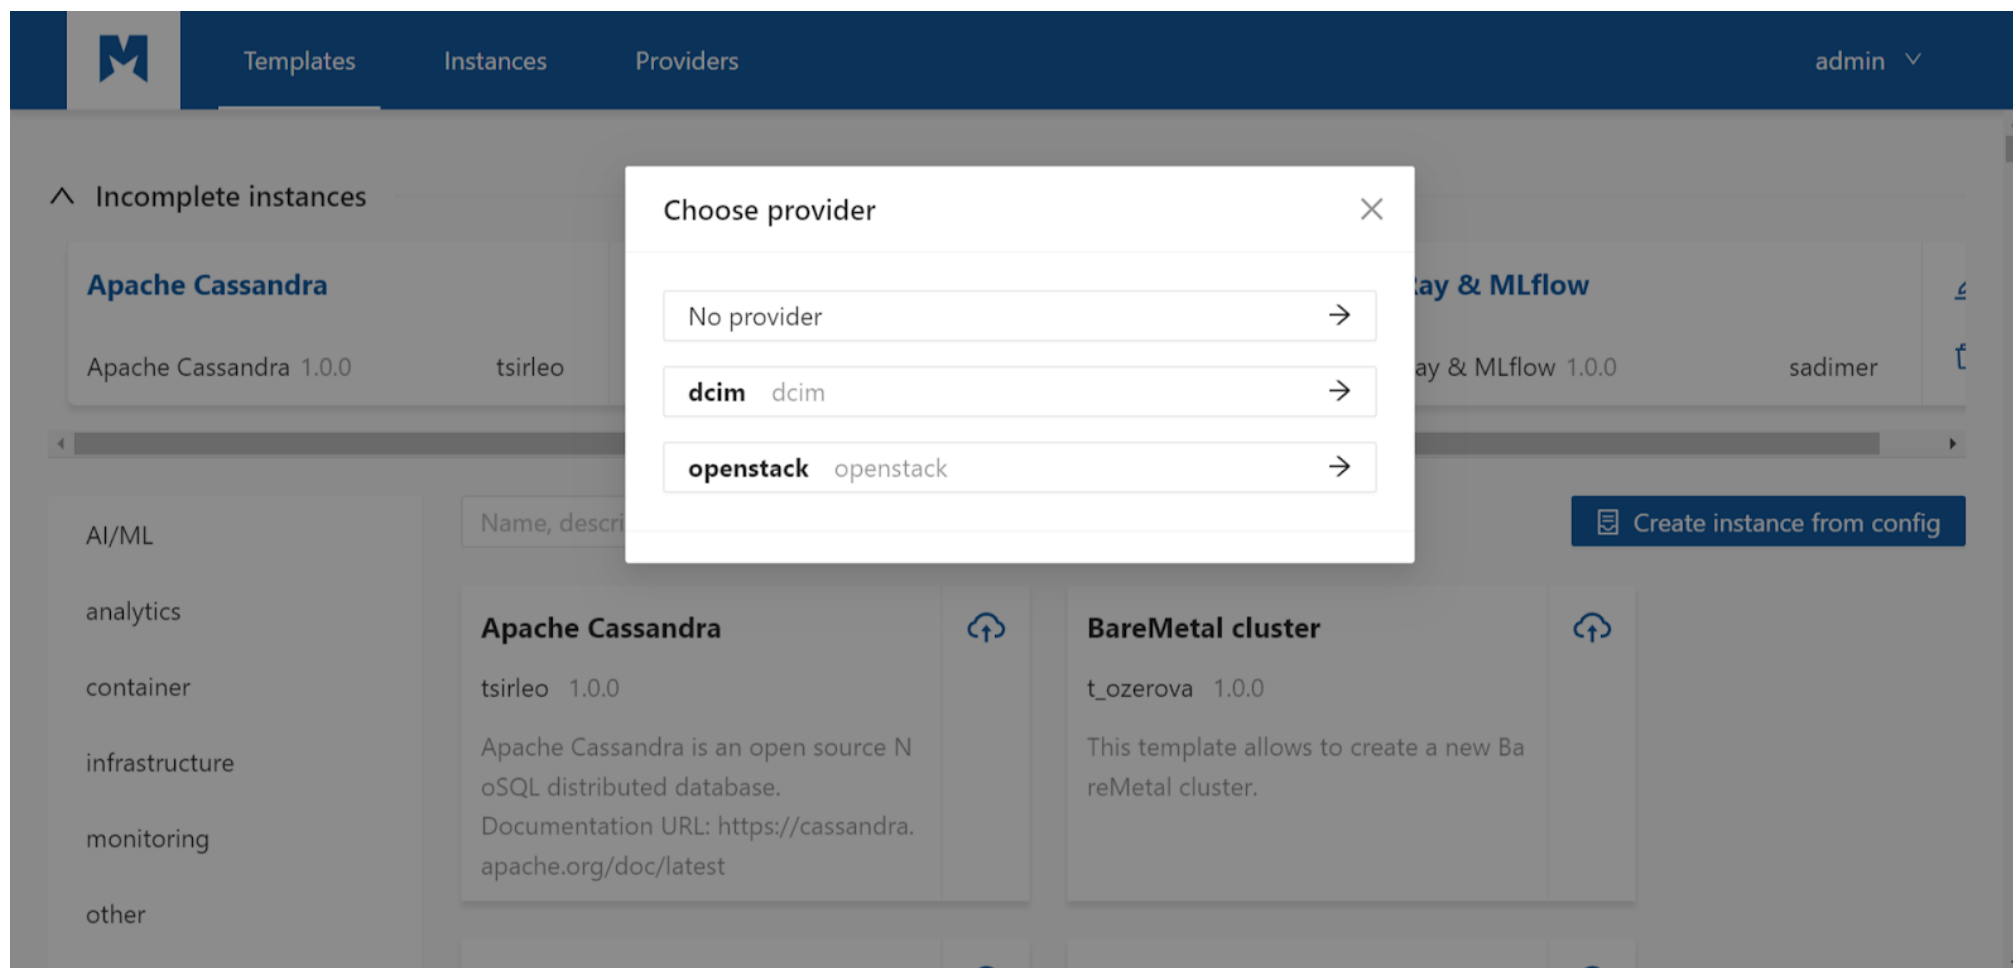 Templates
Instances
Providers
admin
Incomplete instances
Choose provider
No provider
dcim dcim
openstack openstack
Apache Cassandra
Apache Cassandra 1.0.0 tsirleo
ay & MLflow
ay & MLflow 1.0.0 sadimer
AI/ML
analytics
container
infrastructure
monitoring
other
Name, descri
Create instance from config
Apache Cassandra
tsirleo 1.0.0
Apache Cassandra is an open source N
oSQL distributed database.
Documentation URL: https://cassandra.
apache.org/doc/latest
BareMetal cluster
t_ozerova 1.0.0
This template allows to create a new Ba
reMetal cluster.